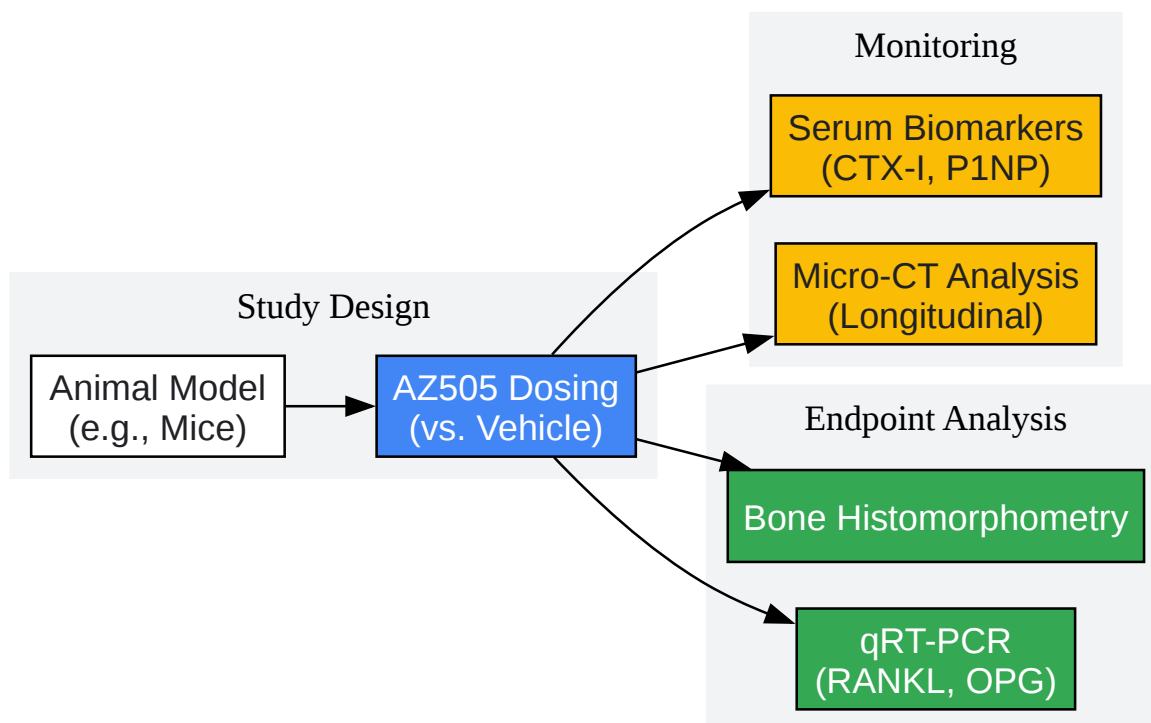 Study Design
Animal Model
(e.g., Mice)
AZ505 Dosing
(vs. Vehicle)
Monitoring
Serum Biomarkers
(CTX-I, P1NP)
Micro-CT Analysis
(Longitudinal)
Endpoint Analysis
Bone Histomorphometry
qRT-PCR
(RANKL, OPG)